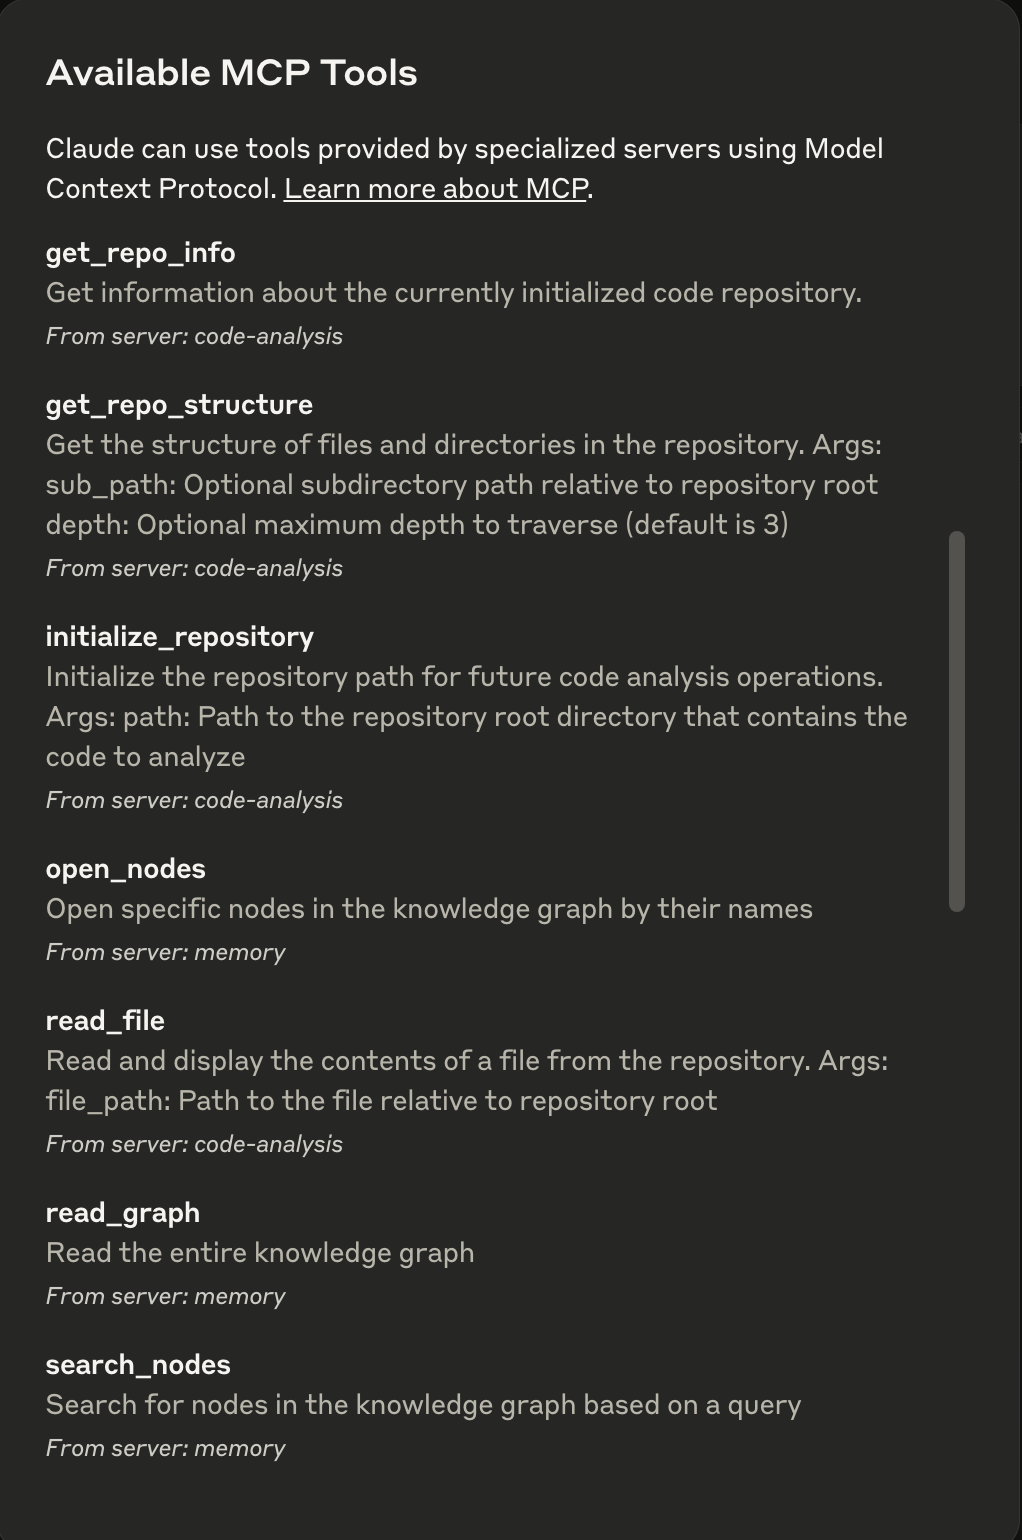 Available MCP Tools
Claude can use tools provided by specialized servers using Model
Context Protocol. Learn more about MCP.
get_repo_info
Get information about the currently initialized code repository.
From server: code-analysis
get_repo_structure
Get the structure of files and directories in the repository. Args:
sub_path: Optional subdirectory path relative to repository root
depth: Optional maximum depth to traverse (default is 3)
From server: code-analysis
initialize_repository
Initialize the repository path for future code analysis operations.
Args: path: Path to the repository root directory that contains the
code to analyze
From server: code-analysis
open_nodes
Open specific nodes in the knowledge graph by their names
From server: memory
read_file
Read and display the contents of a file from the repository. Args:
file_path: Path to the file relative to repository root
From server: code-analysis
read_graph
Read the entire knowledge graph
From server: memory
search_nodes
Search for nodes in the knowledge graph based on a query
From server: memory